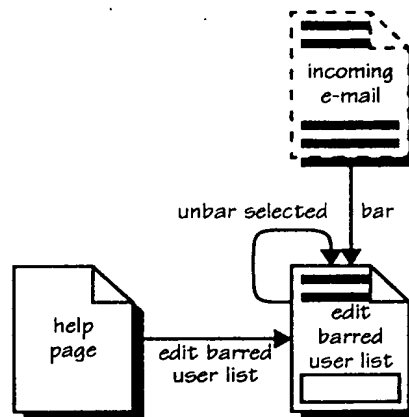 incoming
e-mail
unbar selected
bar
help
page
edit barred
user list
edit
barred
user list